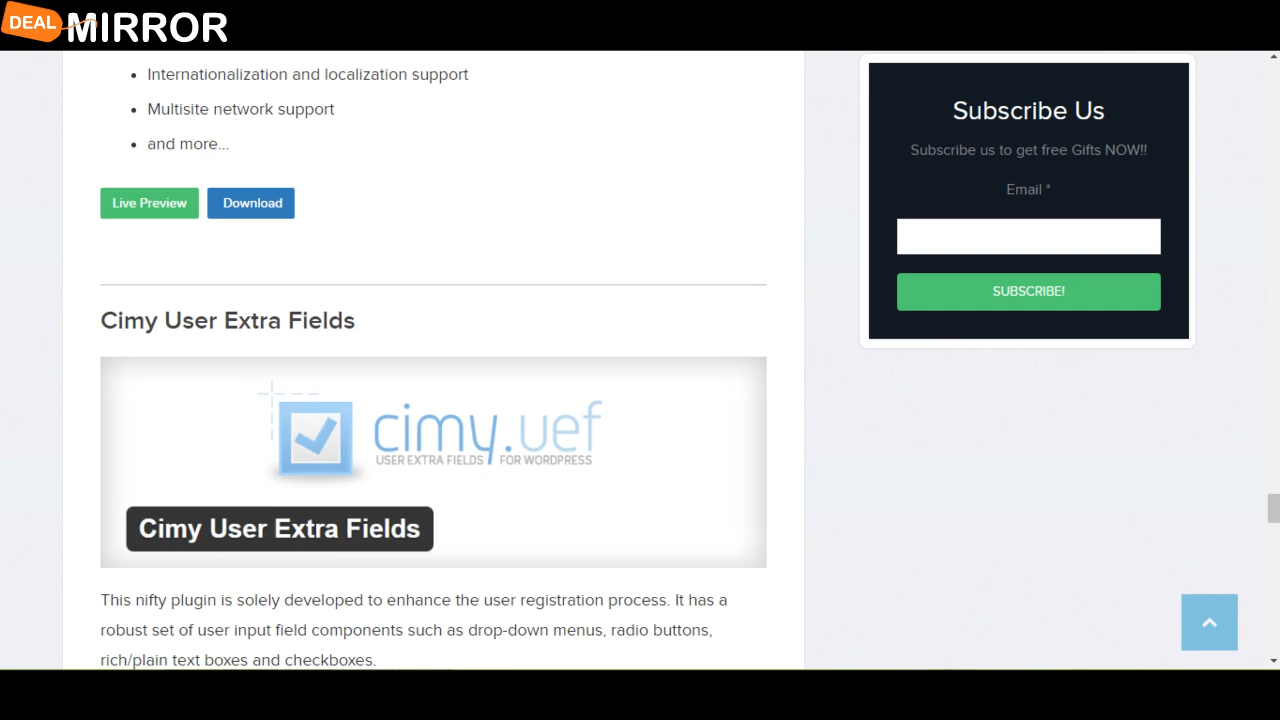 DEAL MIRROR
Internationalization and localization support
Multisite network support
and more...
Live Preview
Download
Cimy User Extra Fields
cimy.uef
USER EXTRA FIELDS FOR WORDPRESS
Cimy User Extra Fields
This nifty plugin is solely developed to enhance the user registration process. It has a
robust set of user input field components such as drop-down menus, radio buttons,
rich/plain text boxes and checkboxes.
Subscribe Us
Subscribe us to get free Gifts NOW!!
Email *
SUBSCRIBE!